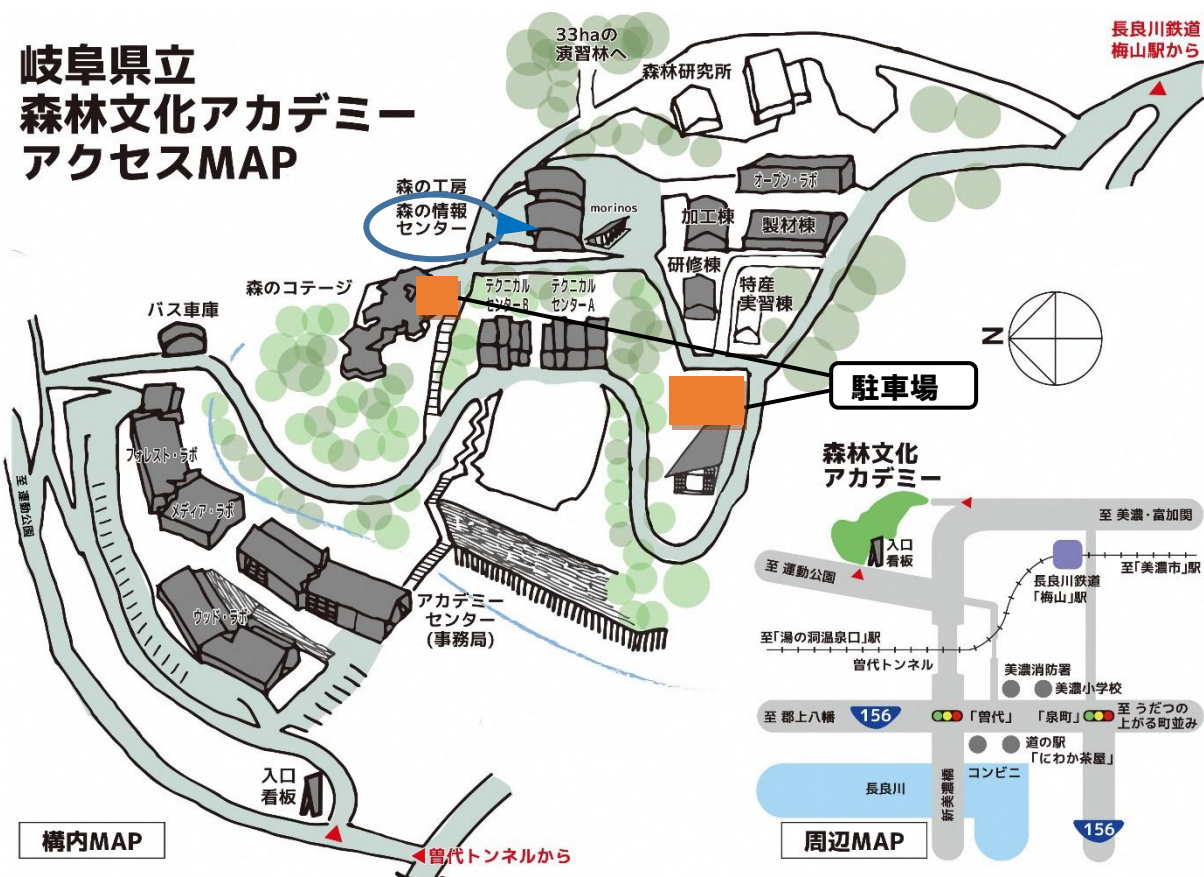 岐阜県立
森林文化アカデミー
アクセスMAP
33haの
演習林へ
森林研究所
長良川鉄道
梅山駅から
オープン・ラボ
森の工房
森の情報
センター
morinos
加工棟
製材棟
研修棟
特産
実習棟
テクニカル
センターB
テクニカル
センターA
森のコテージ
バス車庫
N
駐車場
フォレスト・ラボ
メディア・ラボ
ウッド・ラボ
至 運動公園
アカデミー
センター
(事務局)
入口
看板
曽代トンネルから
構内MAP
森林文化
アカデミー
入口
看板
至 運動公園
至 美濃・富加関
長良川鉄道
「梅山」駅
至「美濃市」駅
至「湯の洞温泉口」駅
曽代トンネル
美濃消防署
美濃小学校
至 郡上八幡
156
「曽代」
「泉町」
至 うだつの
上がる町並み
道の駅
「にわか茶屋」
コンビニ
長良川
新美濃橋
156
周辺MAP